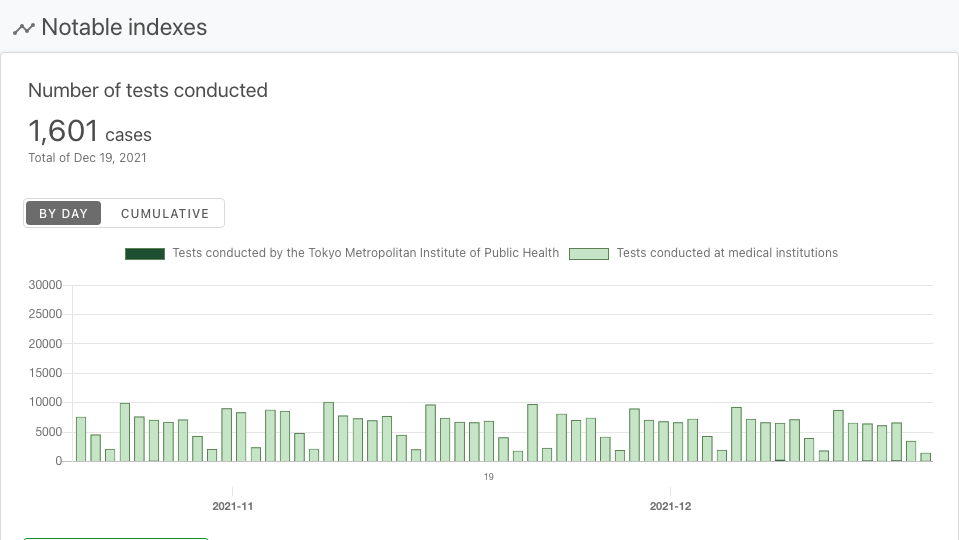 Notable indexes
Number of tests conducted
1,601 cases
Total of Dec 19, 2021
BY DAY CUMULATIVE
Tests conducted by the Tokyo Metropolitan Institute of Public Health Tests conducted at medical institutions
30000
25000
20000
15000
10000
5000
0
19
2021-11 2021-12